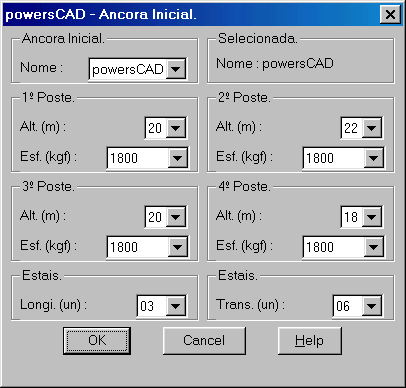 powersCAD - Ancora Inicial.
Ancora Inicial.
Nome : powersCAD
Selecionada.
Nome : powersCAD
1º Poste.
Alt. (m) : 20
Esf. (kgf) : 1800
2º Poste.
Alt. (m) : 22
Esf. (kgf) : 1800
3º Poste.
Alt. (m) : 20
Esf. (kgf) : 1800
4º Poste.
Alt. (m) : 18
Esf. (kgf) : 1800
Estais.
Longi. (un) : 03
Estais.
Trans. (un) : 06
OK
Cancel
Help